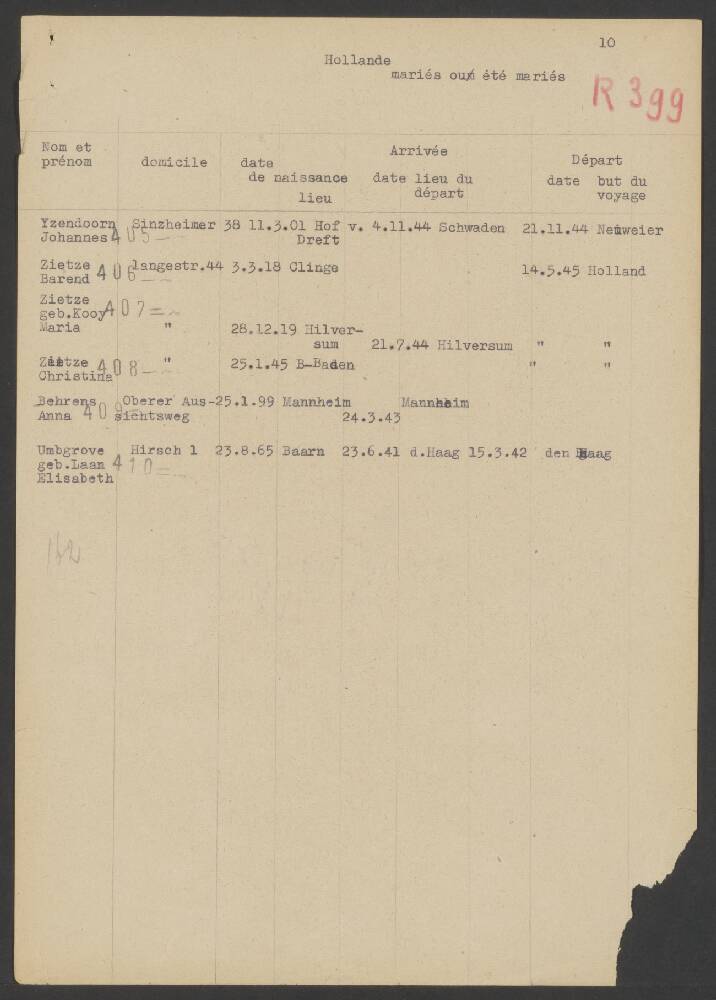 10
Hollande
mariés ou été mariés
R 399
Nom et prénom domicile date de naissance lieu Arrivée date lieu du départ Départ date but du voyage
Yzendoorn Sinzheimer 38 11.3.01 Hof v. 4.11.44 Schwaden 21.11.44 Neuweier
Johannes 405 Dreft
Zietze 406 langestr.44 3.3.18 Clinge 14.5.45 Holland
Barend
Zietze
geb.Kooy 407
Maria " 28.12.19 Hilver-
sum 21.7.44 Hilversum " "
Zietze 408 " 25.1.45 B-Baden " "
Christina
Behrens Oberer Aus- 25.1.99 Mannheim Mannheim
Anna 409 sichtsweg 24.3.43
Umbgrove Hirsch 1 23.8.65 Baarn 23.6.41 d.Haag 15.3.42 den Haag
geb.Laan 410
Elisabeth